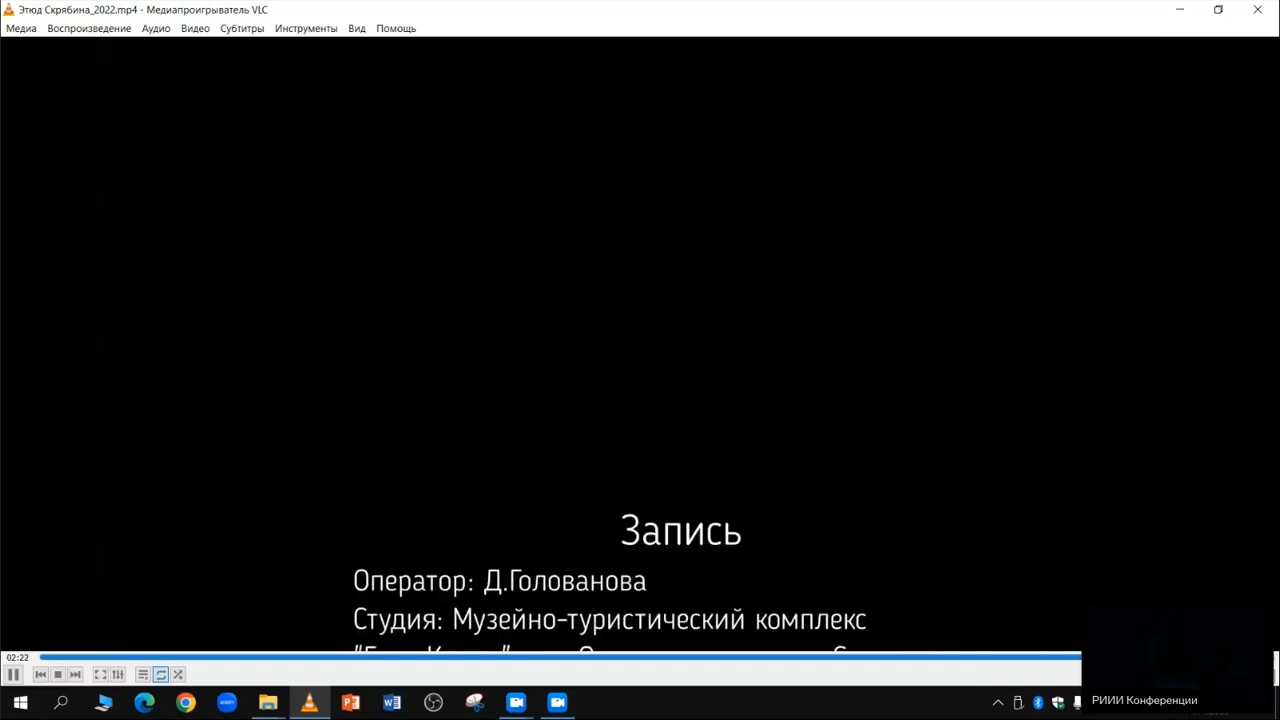 Этюд Скрябина_2022.mp4 - Медиапроигрыватель VLC
Медиа Воспроизведение Аудио Видео Субтитры Инструменты Вид Помощь
Запись
Оператор: Д.Голованова
Студия: Музейно-туристический комплекс
02:22
zoom
РИИИ Конференции